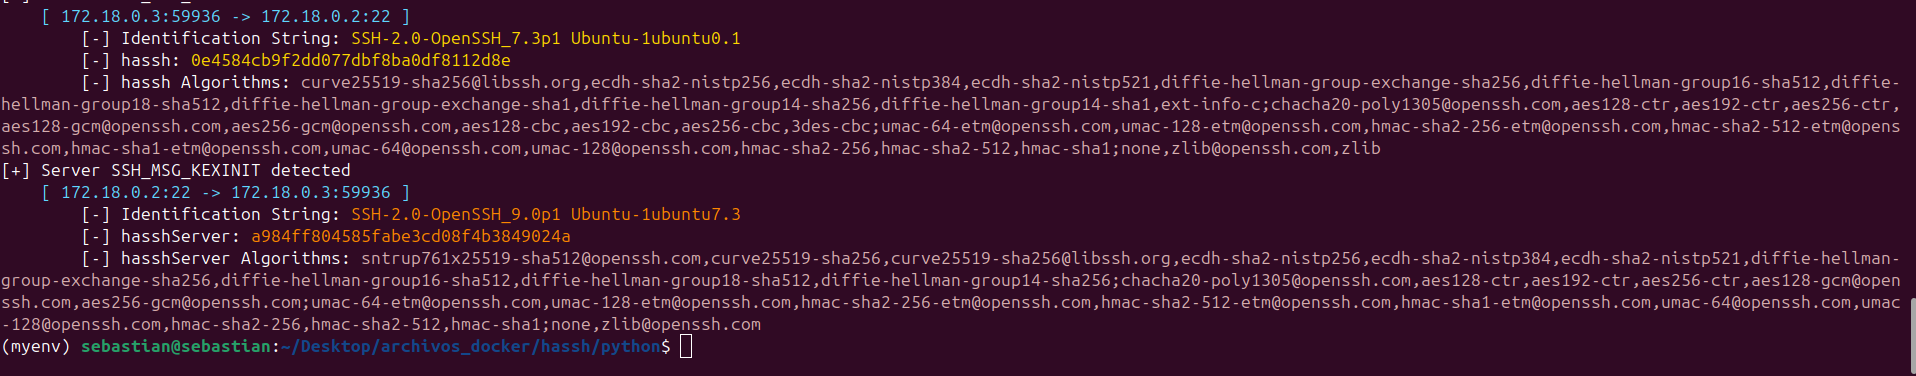 [ 172.18.0.3:59936 -> 172.18.0.2:22 ]
[-] Identification String: SSH-2.0-OpenSSH_7.3p1 Ubuntu-1ubuntu0.1
[-] hassh: 0e4584cb9f2dd077dbf8ba0df8112d8e
[-] hassh Algorithms: curve25519-sha256@libssh.org,ecdh-sha2-nistp256,ecdh-sha2-nistp384,ecdh-sha2-nistp521,diffie-hellman-group-exchange-sha256,diffie-hellman-group16-sha512,diffie-
hellman-group18-sha512,diffie-hellman-group-exchange-sha1,diffie-hellman-group14-sha256,diffie-hellman-group14-sha1,ext-info-c;chacha20-poly1305@openssh.com,aes128-ctr,aes192-ctr,aes256-ctr,
aes128-gcm@openssh.com,aes256-gcm@openssh.com,aes128-cbc,aes192-cbc,aes256-cbc,3des-cbc;umac-64-etm@openssh.com,umac-128-etm@openssh.com,hmac-sha2-256-etm@openssh.com,hmac-sha2-512-etm@opens
sh.com,hmac-sha1-etm@openssh.com,umac-64@openssh.com,umac-128@openssh.com,hmac-sha2-256,hmac-sha2-512,hmac-sha1;none,zlib@openssh.com,zlib
[+] Server SSH_MSG_KEXINIT detected
[ 172.18.0.2:22 -> 172.18.0.3:59936 ]
[-] Identification String: SSH-2.0-OpenSSH_9.0p1 Ubuntu-1ubuntu7.3
[-] hasshServer: a984ff804585fabe3cd08f4b3849024a
[-] hasshServer Algorithms: sntrup761x25519-sha512@openssh.com,curve25519-sha256,curve25519-sha256@libssh.org,ecdh-sha2-nistp256,ecdh-sha2-nistp384,ecdh-sha2-nistp521,diffie-hellman-
group-exchange-sha256,diffie-hellman-group16-sha512,diffie-hellman-group18-sha512,diffie-hellman-group14-sha256;chacha20-poly1305@openssh.com,aes128-ctr,aes192-ctr,aes256-ctr,aes128-gcm@open
ssh.com,aes256-gcm@openssh.com;umac-64-etm@openssh.com,umac-128-etm@openssh.com,hmac-sha2-256-etm@openssh.com,hmac-sha2-512-etm@openssh.com,hmac-sha1-etm@openssh.com,umac-64@openssh.com,umac
-128@openssh.com,hmac-sha2-256,hmac-sha2-512,hmac-sha1;none,zlib@openssh.com
(myenv) sebastian@sebastian:~/Desktop/archivos_docker/hassh/python$